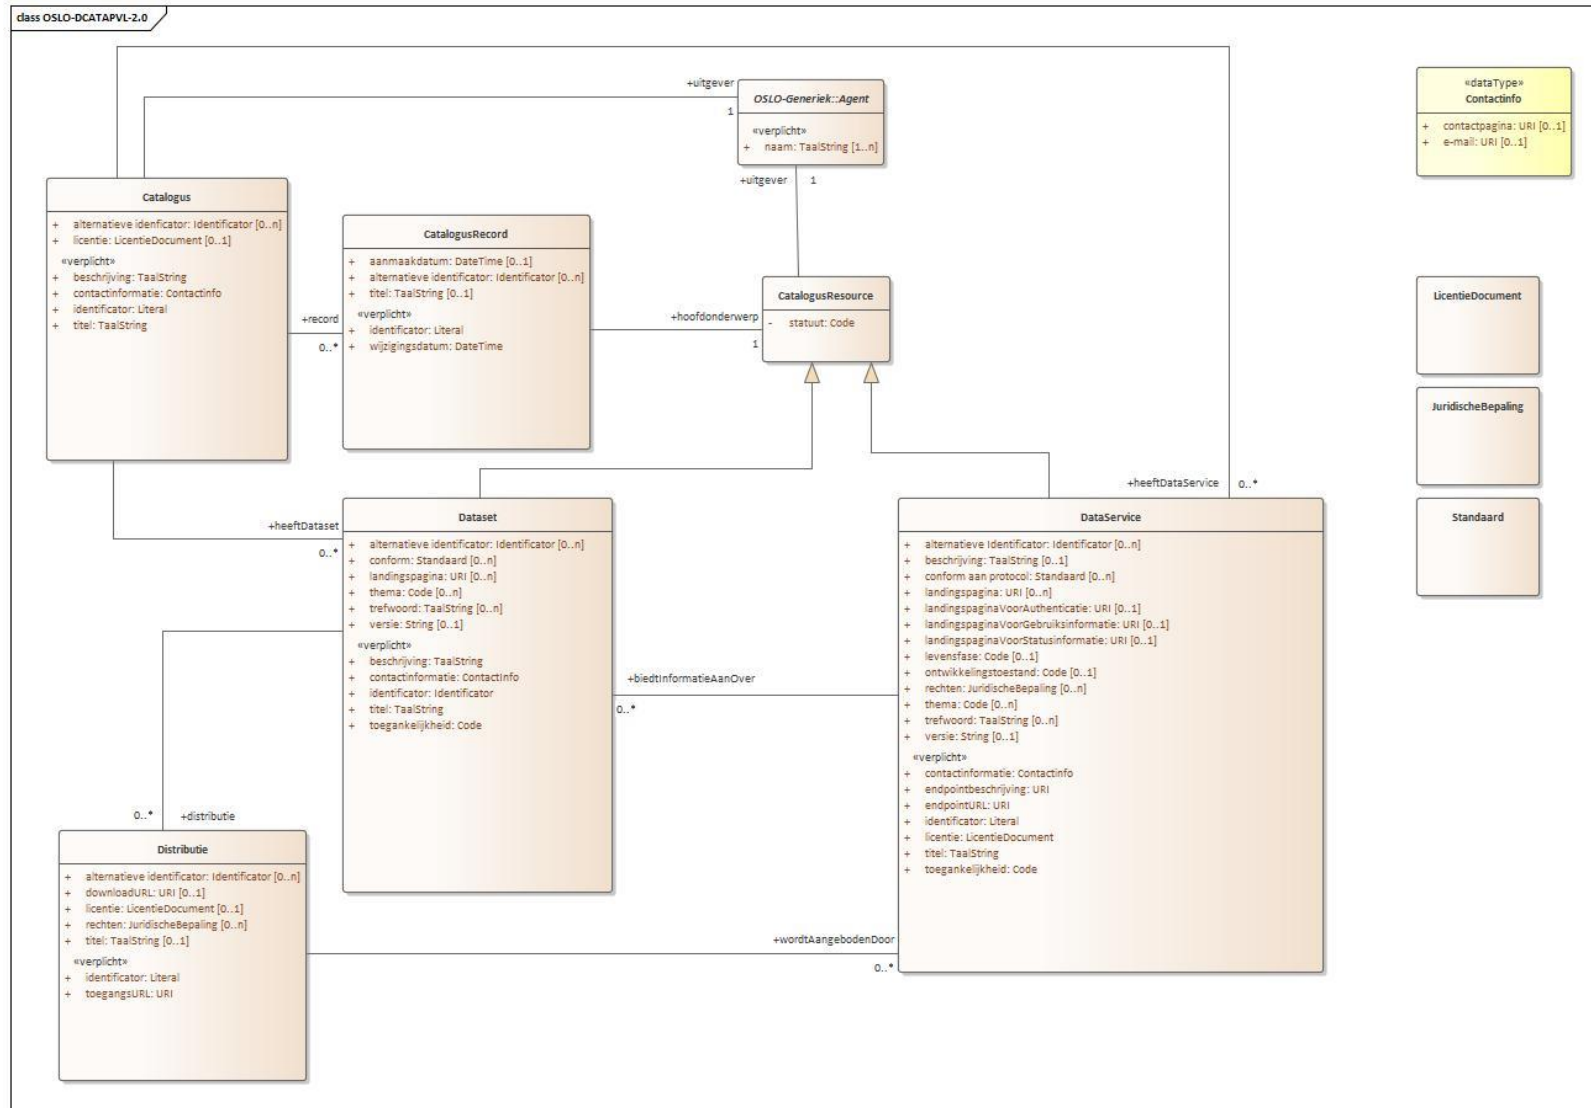 class OSLO-DCATAPVL-2.0
+uitgever
1
OSLO-Generiek::Agent
«verplicht»
+ naam: TaalString [1..n]
+uitgever 1
«dataType»
Contactinfo
+ contactpagina: URI [0..1]
+ e-mail: URI [0..1]
Catalogus
+ alternatieve idenficator: Identificator [0..n]
+ licentie: LicentieDocument [0..1]
«verplicht»
+ beschrijving: TaalString
+ contactinformatie: Contactinfo
+ identificator: Literal
+ titel: TaalString
+record
0..*
CatalogusRecord
+ aanmaakdatum: DateTime [0..1]
+ alternatieve identificator: Identificator [0..n]
+ titel: TaalString [0..1]
«verplicht»
+ identificator: Literal
+ wijzigingsdatum: DateTime
+hoofdonderwerp
1
CatalogusResource
- statuut: Code
LicentieDocument
JuridischeBepaling
Standaard
+heeftDataService 0..*
+heeftDataset
0..*
Dataset
+ alternatieve identificator: Identificator [0..n]
+ conform: Standaard [0..n]
+ landingspagina: URI [0..n]
+ thema: Code [0..n]
+ trefwoord: TaalString [0..n]
+ versie: String [0..1]
«verplicht»
+ beschrijving: TaalString
+ contactinformatie: ContactInfo
+ identificator: Identificator
+ titel: TaalString
+ toegankelijkheid: Code
+biedtInformatieAanOver
0..*
DataService
+ alternatieve Identificator: Identificator [0..n]
+ beschrijving: TaalString [0..1]
+ conform aan protocol: Standaard [0..n]
+ landingspagina: URI [0..n]
+ landingspaginaVoorAuthenticatie: URI [0..1]
+ landingspaginaVoorGebruiksinformatie: URI [0..1]
+ landingspaginaVoorStatusinformatie: URI [0..1]
+ levensfase: Code [0..1]
+ ontwikkelingstoestand: Code [0..1]
+ rechten: JuridischeBepaling [0..n]
+ thema: Code [0..n]
+ trefwoord: TaalString [0..n]
+ versie: String [0..1]
«verplicht»
+ contactinformatie: Contactinfo
+ endpointbeschrijving: URI
+ endpointURL: URI
+ identificator: Literal
+ licentie: LicentieDocument
+ titel: TaalString
+ toegankelijkheid: Code
0..* +distributie
Distributie
+ alternatieve identificator: Identificator [0..n]
+ downloadURL: URI [0..1]
+ licentie: LicentieDocument [0..1]
+ rechten: JuridischeBepaling [0..n]
+ titel: TaalString [0..1]
«verplicht»
+ identificator: Literal
+ toegangsURL: URI
+wordtAangebodenDoor
0..*